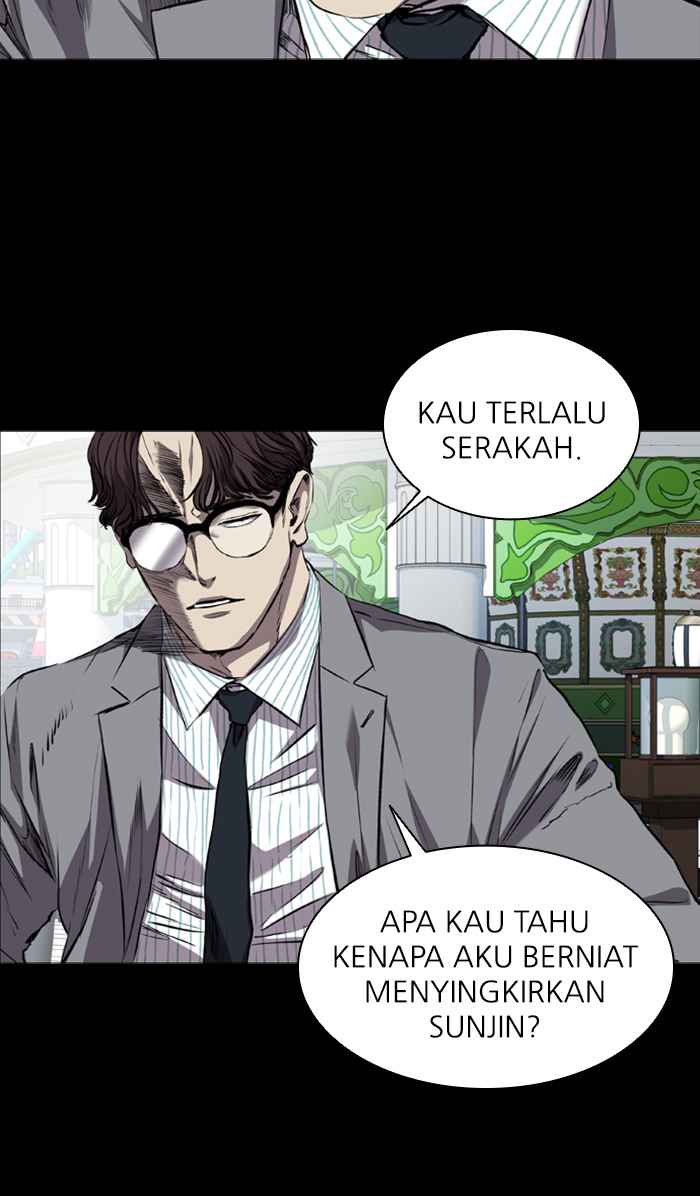 KAU TERLALU
SERAKAH.
APA KAU TAHU
KENAPA AKU BERNIAT
MENYINGKIRKAN
SUNJIN?